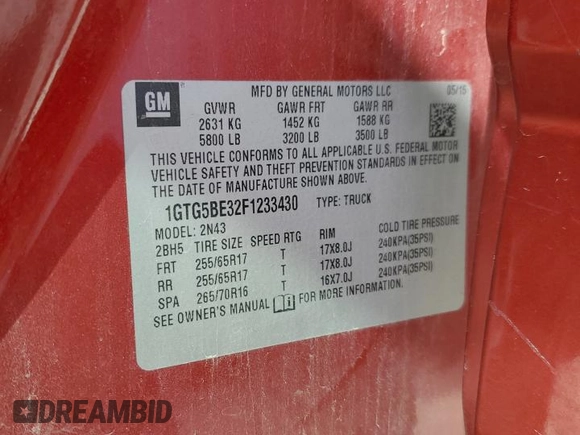 GM
MFD BY GENERAL MOTORS LLC 05/15
GVWR GAWR FRT GAWR RR
2631 KG 1452 KG 1588 KG
5800 LB 3200 LB 3500 LB
THIS VEHICLE CONFORMS TO ALL APPLICABLE U.S. FEDERAL MOTOR
VEHICLE SAFETY AND THEFT PREVENTION STANDARDS IN EFFECT ON
THE DATE OF MANUFACTURE SHOWN ABOVE.
1GTG5BE32F1233430 TYPE: TRUCK
MODEL: 2N43
2BH5 TIRE SIZE SPEED RTG RIM COLD TIRE PRESSURE
FRT 255/65R17 T 17X8.0J 240KPA(35PSI)
RR 255/65R17 T 17X8.0J 240KPA(35PSI)
SPA 265/70R16 T 16X7.0J 240KPA(35PSI)
SEE OWNER'S MANUAL FOR MORE INFORMATION.
DREAMBID